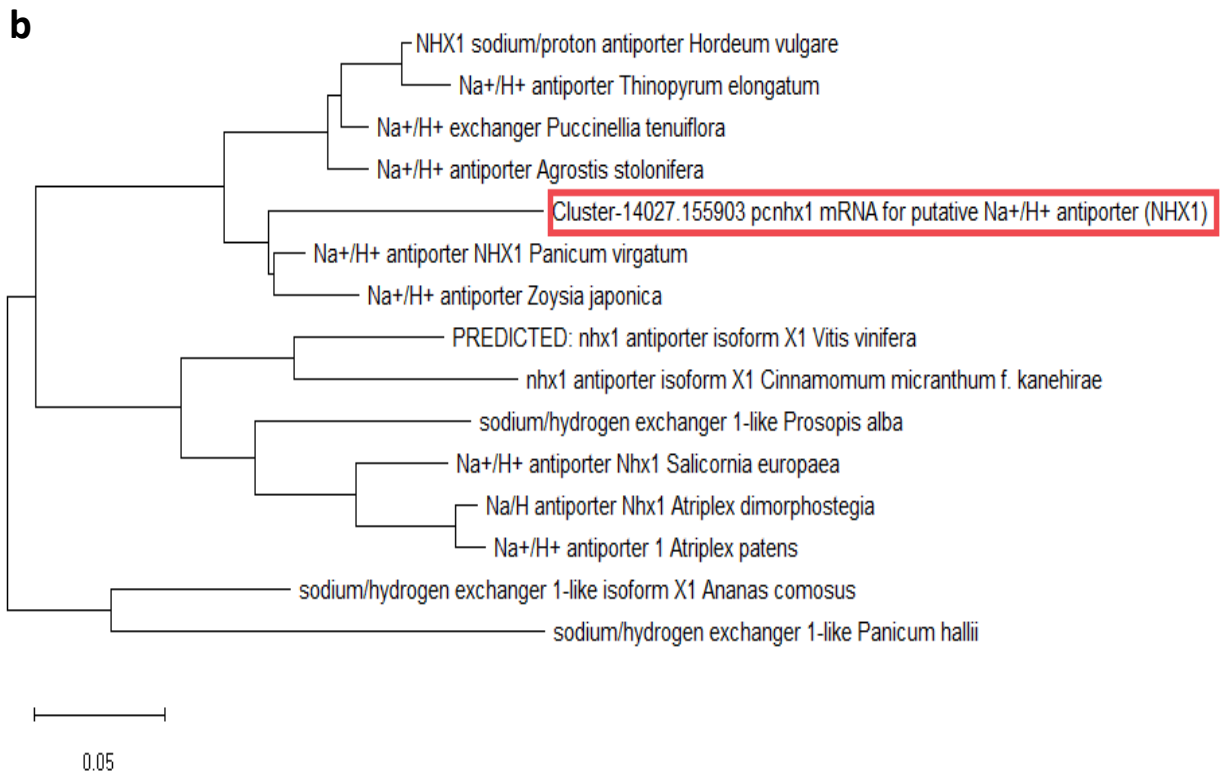 b
NHX1 sodium/proton antiporter Hordeum vulgare
Na+/H+ antiporter Thinopyrum elongatum
Na+/H+ exchanger Puccinellia tenuiflora
Na+/H+ antiporter Agrostis stolonifera
Cluster-14027.155903 pcnhx1 mRNA for putative Na+/H+ antiporter (NHX1)
Na+/H+ antiporter NHX1 Panicum virgatum
Na+/H+ antiporter Zoysia japonica
PREDICTED: nhx1 antiporter isoform X1 Vitis vinifera
nhx1 antiporter isoform X1 Cinnamomum micranthum f. kanehirae
sodium/hydrogen exchanger 1-like Prosopis alba
Na+/H+ antiporter Nhx1 Salicornia europaea
Na/H antiporter Nhx1 Atriplex dimorphostegia
Na+/H+ antiporter 1 Atriplex patens
sodium/hydrogen exchanger 1-like isoform X1 Ananas comosus
sodium/hydrogen exchanger 1-like Panicum hallii
0.05